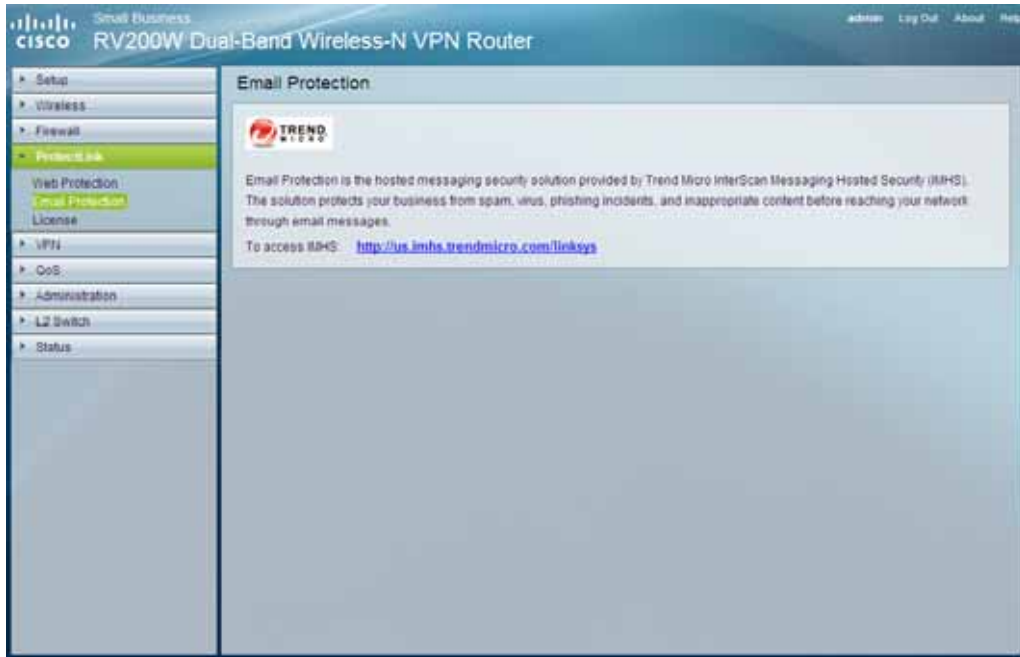 Small Business
CISCO RV200W Dual-Band Wireless-N VPN Router
admin Log Out About Help
Setup
Wireless
Firewall
ProtectLink
Web Protection
Email Protection
License
VPN
QoS
Administration
L2 Switch
Status
Email Protection
TREND
MICRO
Email Protection is the hosted messaging security solution provided by Trend Micro InterScan Messaging Hosted Security (IMHS).
The solution protects your business from spam, virus, phishing incidents, and inappropriate content before reaching your network
through email messages.
To access IMHS: http://us.imhs.trendmicro.com/linksys